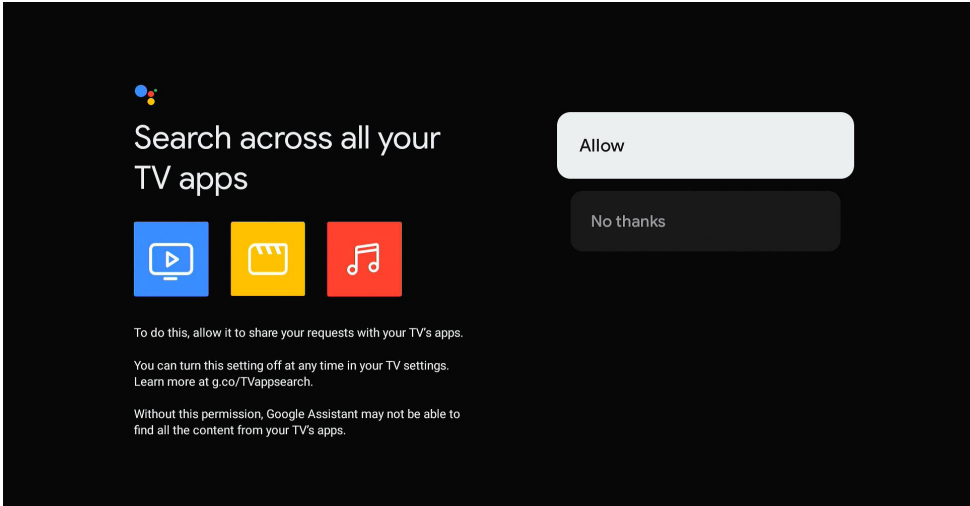 Search across all your
TV apps
Allow
No thanks
To do this, allow it to share your requests with your TV's apps.
You can turn this setting off at any time in your TV settings.
Learn more at g.co/TVappsearch.
Without this permission, Google Assistant may not be able to
find all the content from your TV's apps.